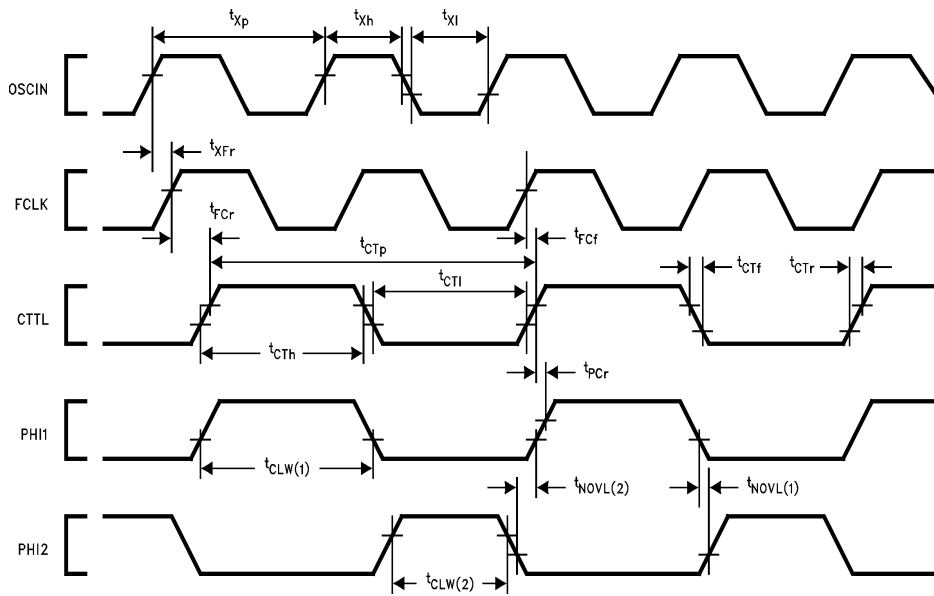 tXp
tXh
tXl
OSCIN
tXFr
FCLK
tFCr
tFCf
tCTp
tCTl
tCTf
tCTr
CTTL
tCTh
tPCr
PHI1
tCLW(1)
tNOVL(2)
tNOVL(1)
PHI2
tCLW(2)